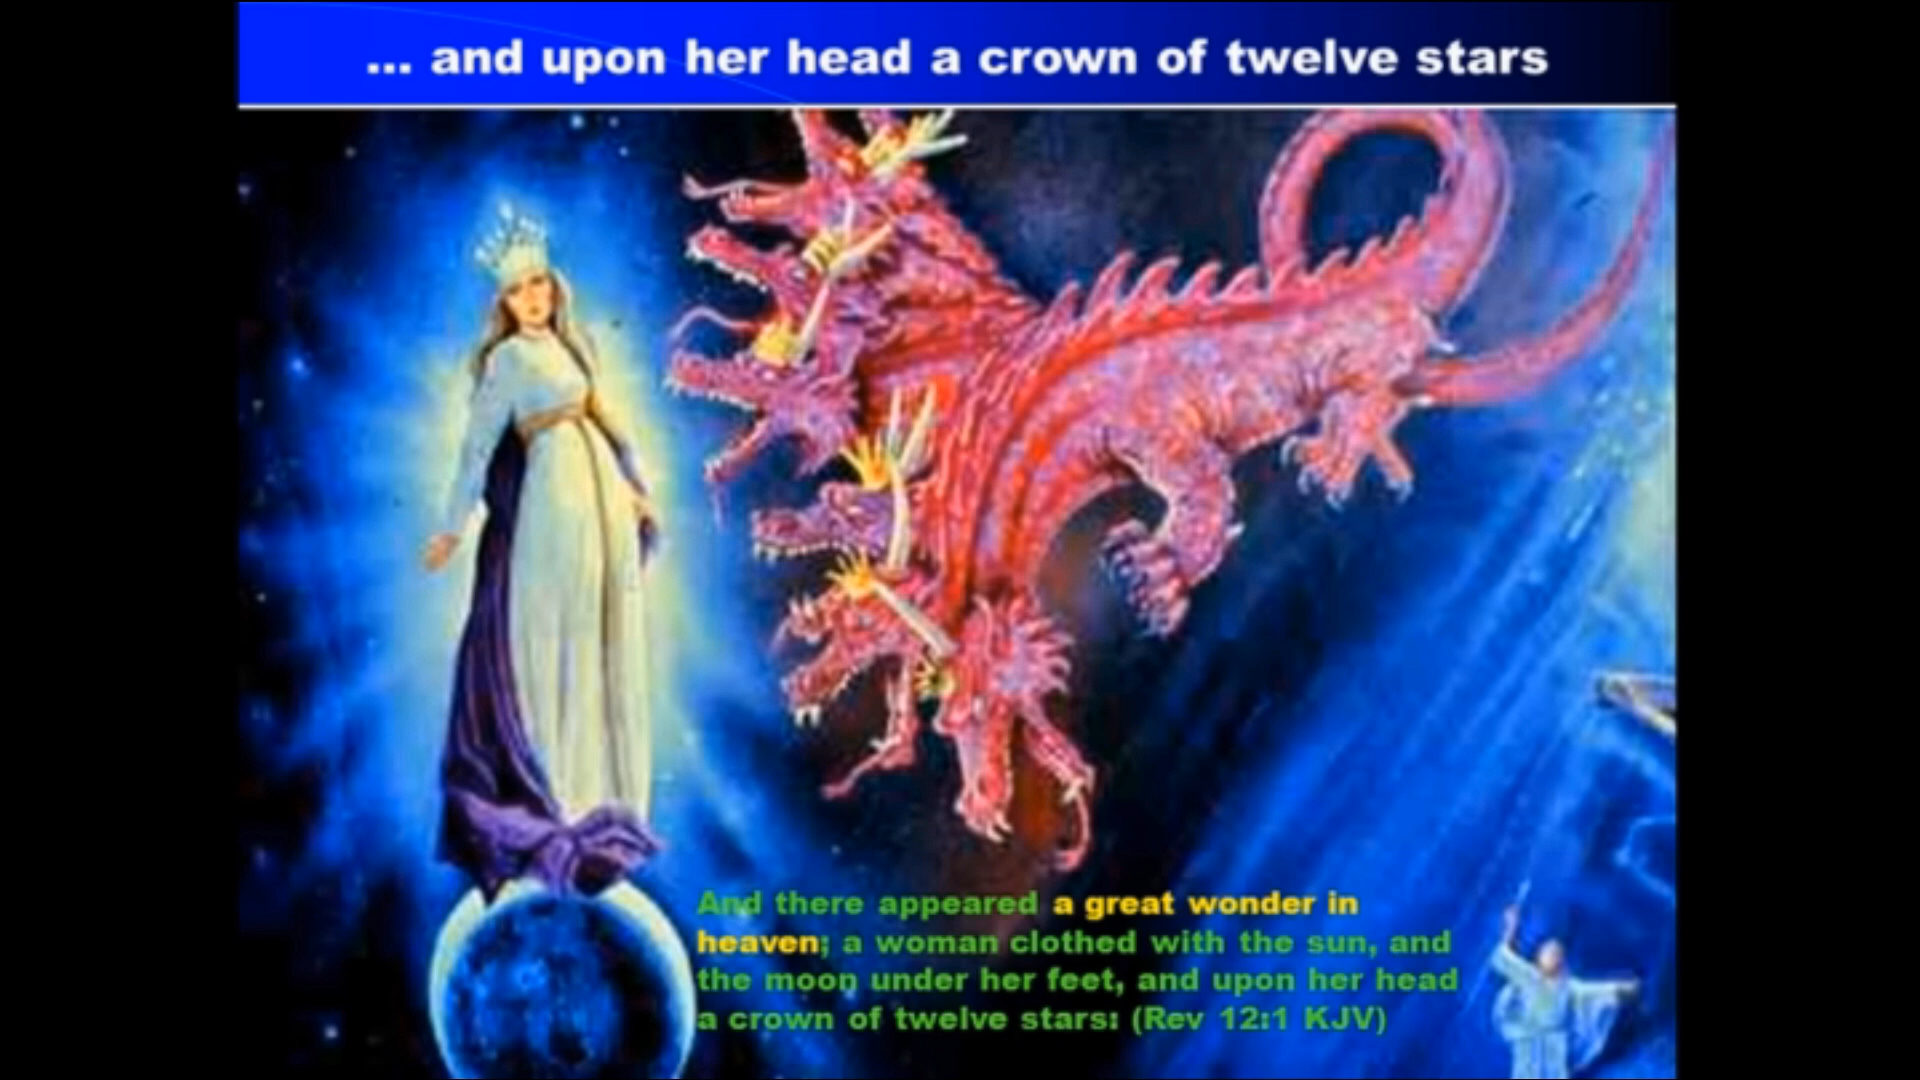 ... and upon her head a crown of twelve stars
And there appeared a great wonder in
heaven; a woman clothed with the sun, and
the moon under her feet, and upon her head
a crown of twelve stars: (Rev 12:1 KJV)